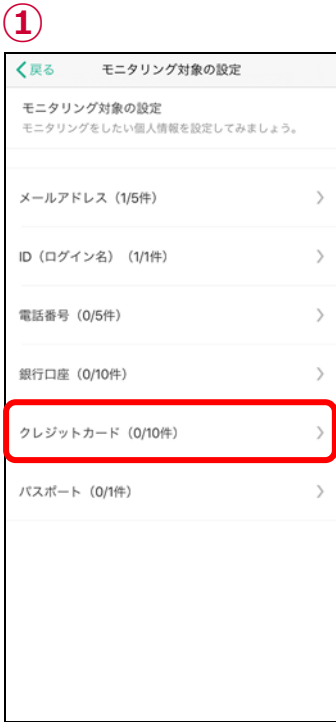 ①
戻る モニタリング対象の設定
モニタリング対象の設定
モニタリングをしたい個人情報を設定してみましょう。
メールアドレス（1/5件）
ID（ログイン名）（1/1件）
電話番号（0/5件）
銀行口座（0/10件）
クレジットカード（0/10件）
パスポート（0/1件）